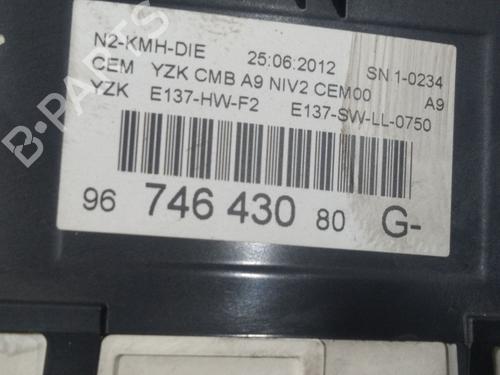 N2-KMH-DIE 25:06:2012 SN 1-0234
CEM YZK CMB A9 NIV2 CEM00 A9
YZK E137-HW-F2 E137-SW-LL-0750
96 746 430 80 G-